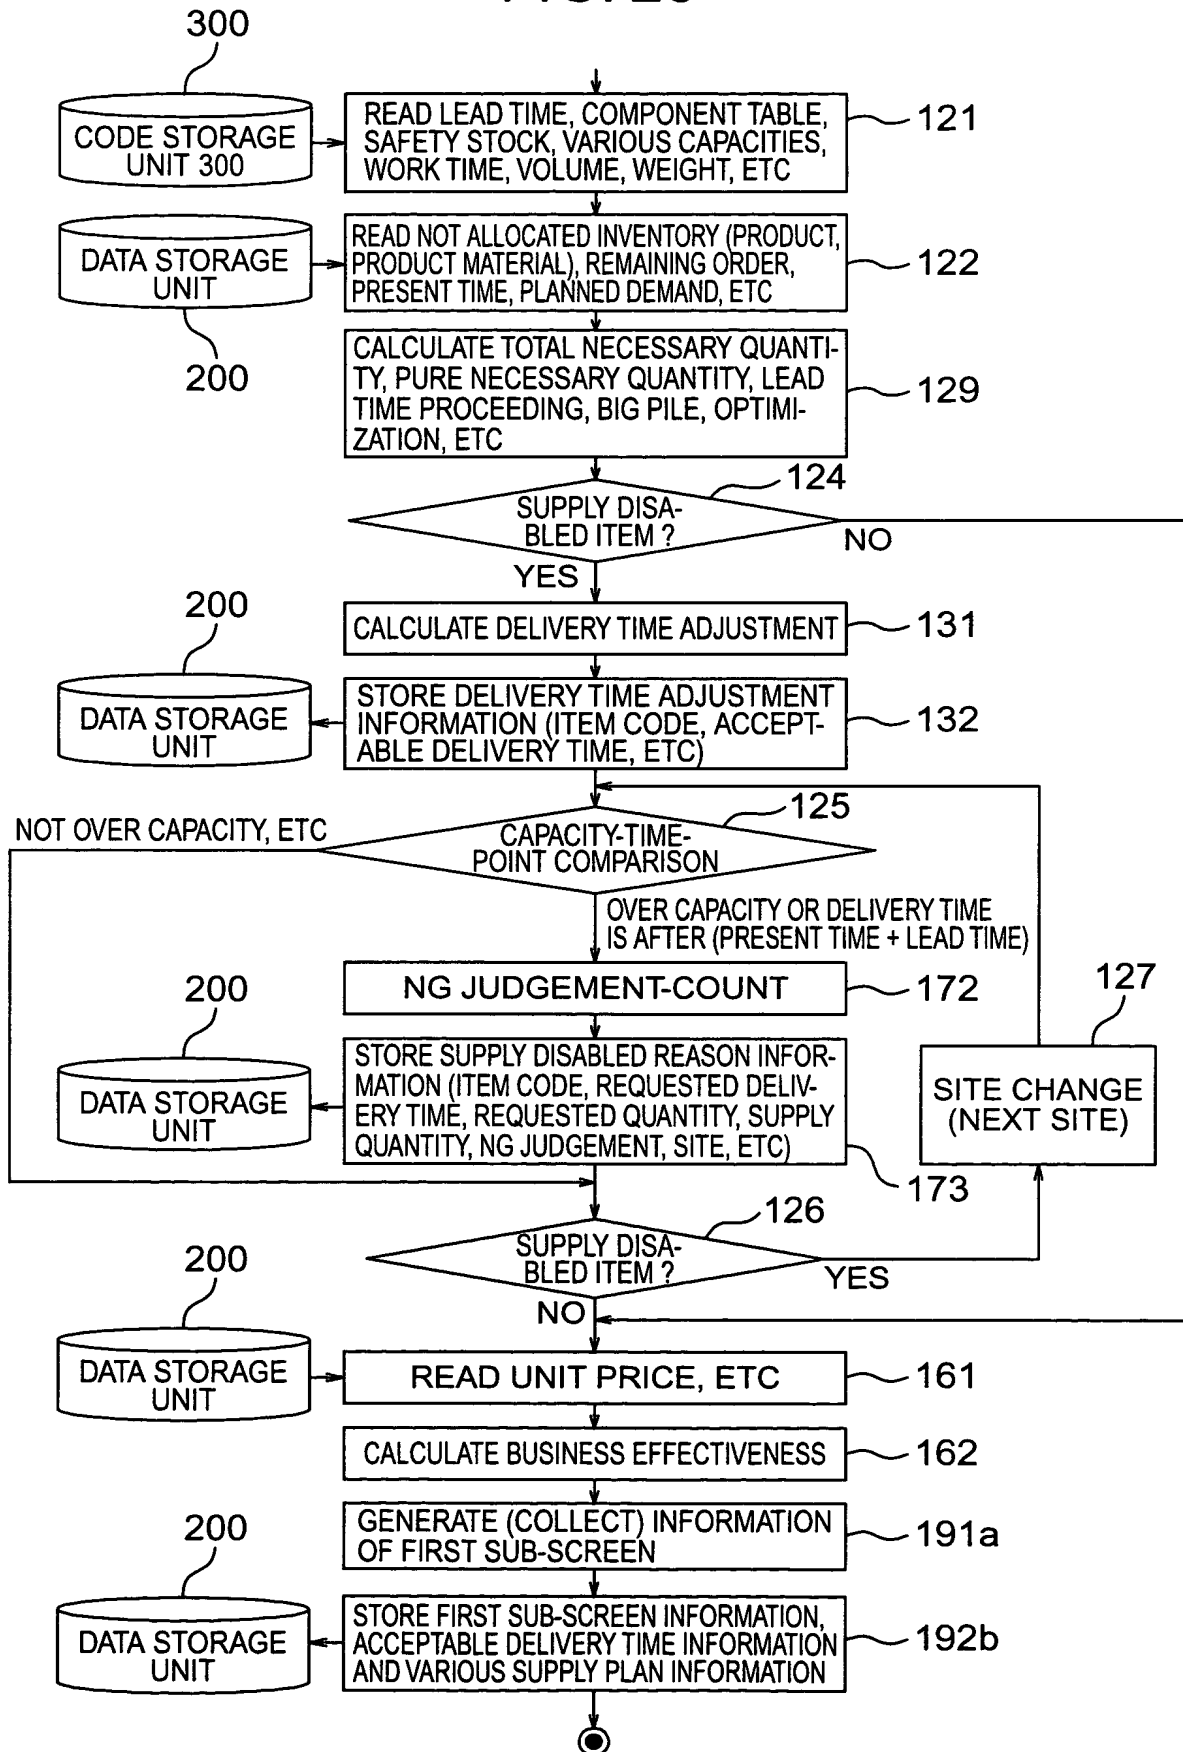 300
CODE STORAGE
UNIT 300
READ LEAD TIME, COMPONENT TABLE,
SAFETY STOCK, VARIOUS CAPACITIES,
WORK TIME, VOLUME, WEIGHT, ETC
121
DATA STORAGE
UNIT
200
READ NOT ALLOCATED INVENTORY (PRODUCT,
PRODUCT MATERIAL), REMAINING ORDER,
PRESENT TIME, PLANNED DEMAND, ETC
122
CALCULATE TOTAL NECESSARY QUANTI-
TY, PURE NECESSARY QUANTITY, LEAD
TIME PROCEEDING, BIG PILE, OPTIMI-
ZATION, ETC
129
124
SUPPLY DISA-
BLED ITEM ?
NO
YES
CALCULATE DELIVERY TIME ADJUSTMENT
131
200
DATA STORAGE
UNIT
STORE DELIVERY TIME ADJUSTMENT
INFORMATION (ITEM CODE, ACCEPT-
ABLE DELIVERY TIME, ETC)
132
125
NOT OVER CAPACITY, ETC
CAPACITY-TIME-
POINT COMPARISON
OVER CAPACITY OR DELIVERY TIME
IS AFTER (PRESENT TIME + LEAD TIME)
NG JUDGEMENT-COUNT
172
127
SITE CHANGE
(NEXT SITE)
200
DATA STORAGE
UNIT
STORE SUPPLY DISABLED REASON INFOR-
MATION (ITEM CODE, REQUESTED DELIV-
ERY TIME, REQUESTED QUANTITY, SUPPLY
QUANTITY, NG JUDGEMENT, SITE, ETC)
173
126
SUPPLY DISA-
BLED ITEM ?
YES
NO
200
DATA STORAGE
UNIT
READ UNIT PRICE, ETC
161
CALCULATE BUSINESS EFFECTIVENESS
162
GENERATE (COLLECT) INFORMATION
OF FIRST SUB-SCREEN
191a
200
DATA STORAGE
UNIT
STORE FIRST SUB-SCREEN INFORMATION,
ACCEPTABLE DELIVERY TIME INFORMATION
AND VARIOUS SUPPLY PLAN INFORMATION
192b